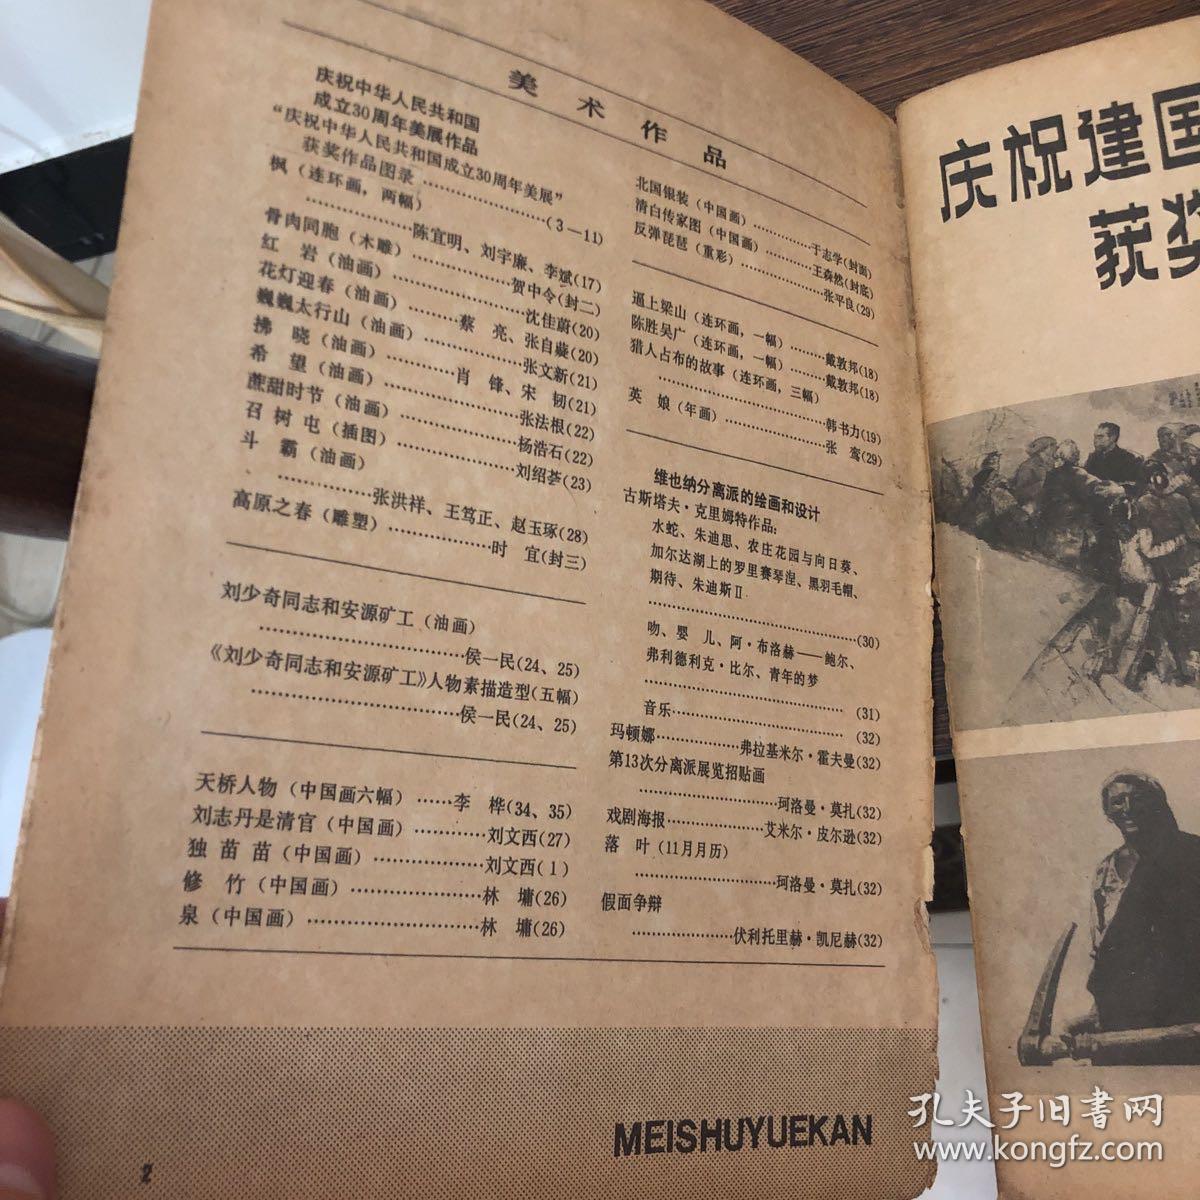 美术作品
庆祝中华人民共和国
成立30周年美展作品
“庆祝中华人民共和国成立30周年美展”
获奖作品图录……………………(3—11)
枫（连环画，两幅）
……………陈宜明、刘宇廉、李斌(17)
骨肉同胞（木雕）……………贺中令(封二)
红 岩（油画）………………沈佳蔚(20)
花灯迎春（油画）………蔡 亮、张自薿(20)
巍巍太行山（油画）……………张文新(21)
拂 晓（油画）………肖 锋、宋 韧(21)
希 望（油画）………………张法根(22)
蔗甜时节（油画）……………杨浩石(22)
召树屯（插图）………………刘绍荟(23)
斗 霸（油画）
……………张洪祥、王笃正、赵玉琢(28)
高原之春（雕塑）……………时 宜(封三)
刘少奇同志和安源矿工（油画）
…………………………侯一民(24、25)
《刘少奇同志和安源矿工》人物素描造型(五幅)
…………………………侯一民(24、25)
天桥人物（中国画六幅）……李 桦(34、35)
刘志丹是清官（中国画）…………刘文西(27)
独苗苗（中国画）………………刘文西(1)
修 竹（中国画）………………林 墉(26)
泉（中国画）……………………林 墉(26)
北国银装（中国画）…………于志学(封面)
清白传家图（中国画）………王森然(封底)
反弹琵琶（重彩）……………张平良(29)
逼上梁山（连环画，一幅）………戴敦邦(18)
陈胜吴广（连环画，一幅）………戴敦邦(18)
猎人占布的故事（连环画，三幅）
…………………………韩书力(19)
英 娘（年画）………………张 鸾(29)
维也纳分离派的绘画和设计
古斯塔夫·克里姆特作品：
水蛇、朱迪思、农庄花园与向日葵、
加尔达湖上的罗里赛琴涅、黑羽毛帽、
期待、朱迪斯Ⅱ
…………………………(30)
吻、婴 儿、阿·布洛赫——鲍尔、
弗利德利克·比尔、青年的梦
…………………………(31)
音乐……………………(32)
玛顿娜……………弗拉基米尔·霍夫曼(32)
第13次分离派展览招贴画
……………………珂洛曼·莫扎(32)
戏剧海报………………艾米尔·皮尔逊(32)
落 叶（11月月历）
……………………珂洛曼·莫扎(32)
假面争辩
……………伏利托里赫·凯尼赫(32)
MEISHUYUEKAN
2
庆祝建国
获奖
孔夫子旧书网
www.kongfz.com